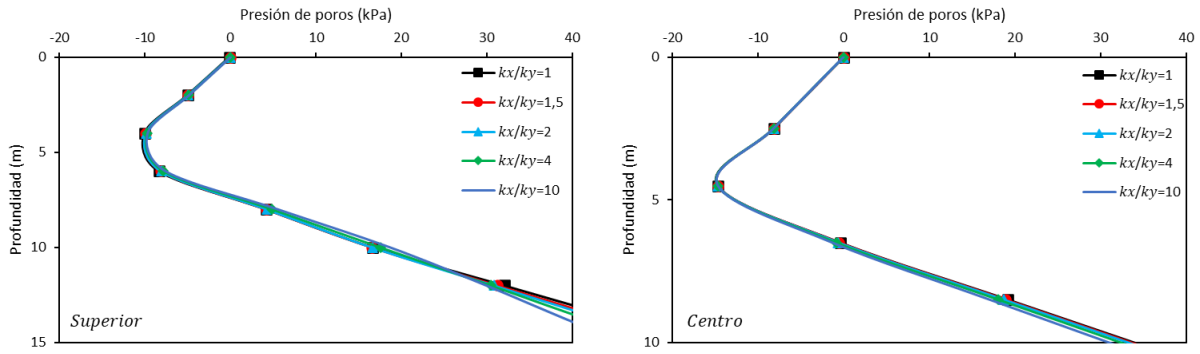 Presión de poros (kPa)
-20 -10 0 10 20 30 40
0
5
10
15
Profundidad (m)
kx/ky=1
kx/ky=1,5
kx/ky=2
kx/ky=4
kx/ky=10
Superior
Presión de poros (kPa)
-20 -10 0 10 20 30 40
0
5
10
Profundidad (m)
kx/ky=1
kx/ky=1,5
kx/ky=2
kx/ky=4
kx/ky=10
Centro